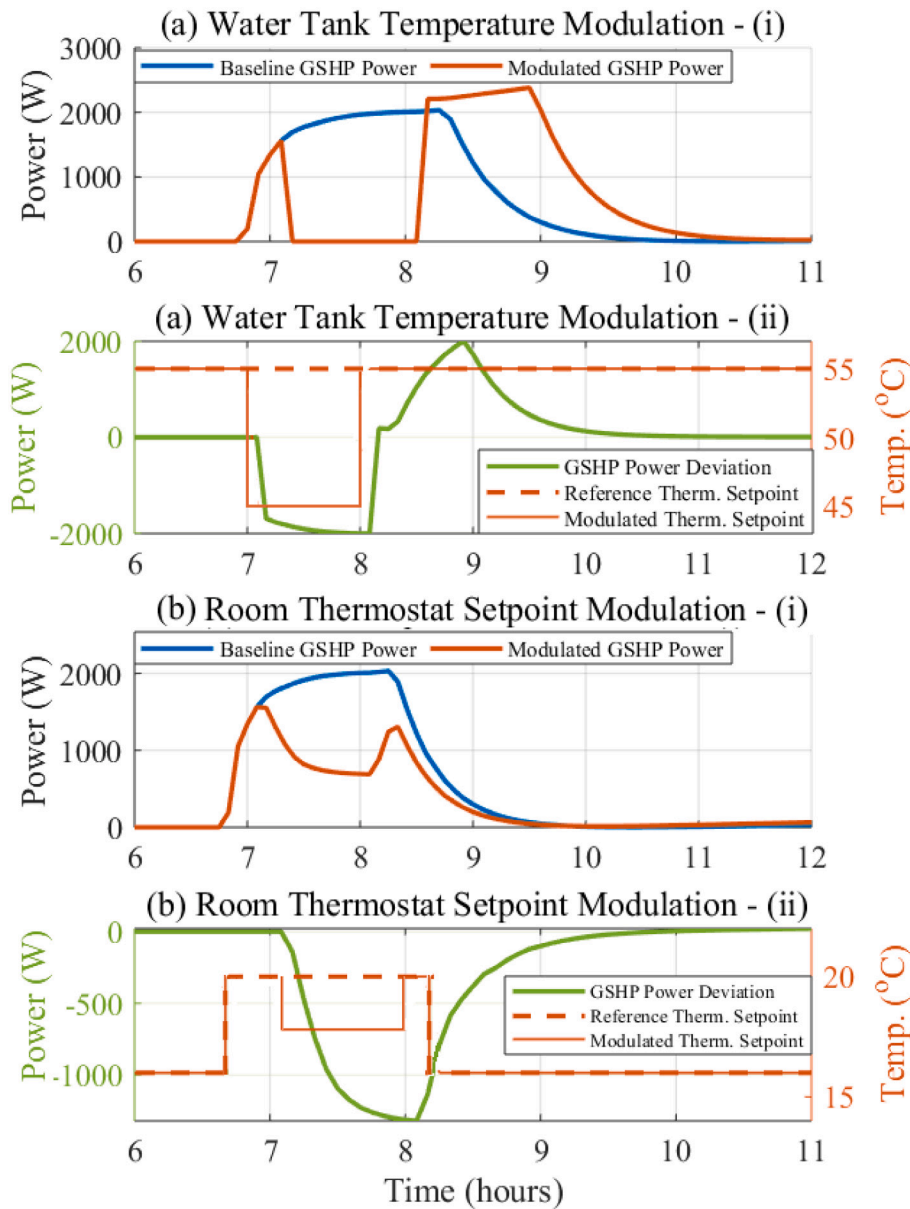 (a) Water Tank Temperature Modulation - (i)
Power (W)
3000
2000
1000
0
Baseline GSHP Power
Modulated GSHP Power
6 7 8 9 10 11
(a) Water Tank Temperature Modulation - (ii)
Power (W)
2000
0
-2000
GSHP Power Deviation
Reference Therm. Setpoint
Modulated Therm. Setpoint
55
50
45
Temp. (°C)
6 7 8 9 10 11 12
(b) Room Thermostat Setpoint Modulation - (i)
Power (W)
2000
1000
0
Baseline GSHP Power
Modulated GSHP Power
6 7 8 9 10 11 12
(b) Room Thermostat Setpoint Modulation - (ii)
Power (W)
0
-500
-1000
GSHP Power Deviation
Reference Therm. Setpoint
Modulated Therm. Setpoint
20
15
Temp. (°C)
6 7 8 9 10 11
Time (hours)